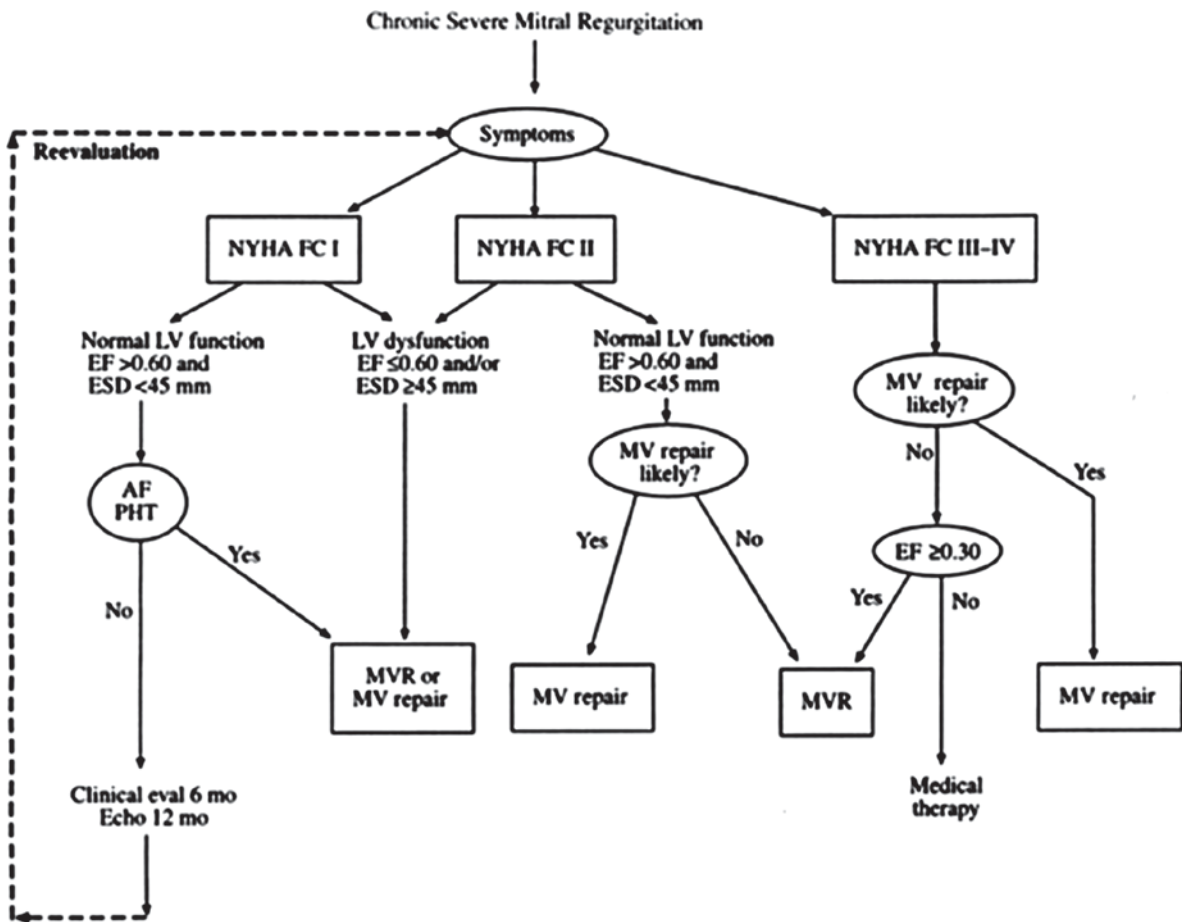 Chronic Severe Mitral Regurgitation
Symptoms
Reevaluation
NYHA FC I
NYHA FC II
NYHA FC III–IV
Normal LV function
EF >0.60 and
ESD <45 mm
LV dysfunction
EF ≤0.60 and/or
ESD ≥45 mm
Normal LV function
EF >0.60 and
ESD <45 mm
MV repair
likely?
AF
PHT
MV repair
likely?
No
Yes
Yes
Yes
No
EF ≥0.30
No
Yes
No
MVR or
MV repair
MV repair
MVR
MV repair
Clinical eval 6 mo
Echo 12 mo
Medical
therapy